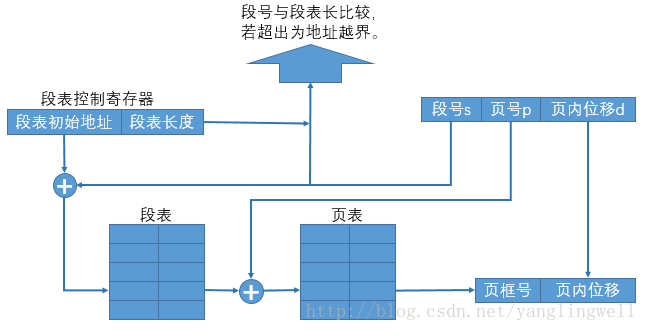 段号与段表长比较,
若超出为地址越界。
段表控制寄存器
段表初始地址 段表长度
段号s 页号p 页内位移d
段表
页表
页框号 页内位移
http://blog.csdn.net/yanglingwell